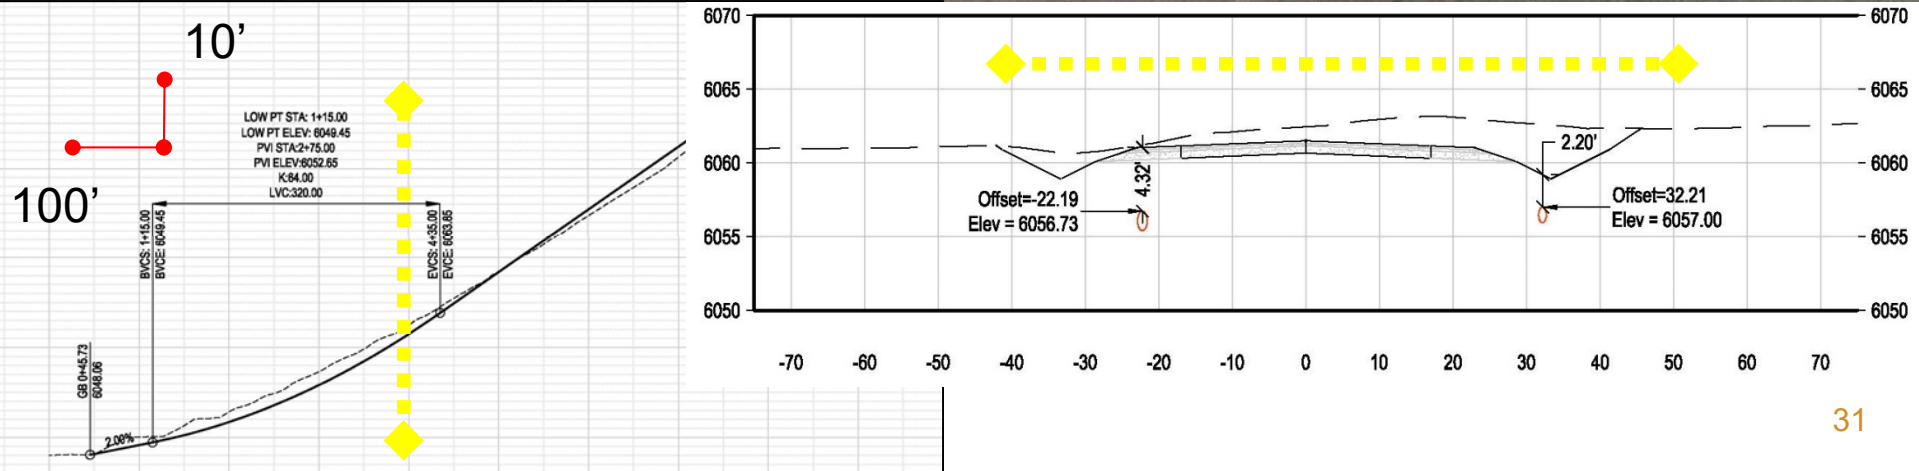 10'
100'
LOW PT STA: 1+15.00
LOW PT ELEV: 6049.45
PVI STA:2+75.00
PVI ELEV:6052.65
K:64.00
LVC:320.00
BVCS: 1+15.00
BVCE: 6049.45
EVCS: 4+35.00
EVCE: 6063.85
GB 0+45.73
6048.06
2.00%
6070
6065
6060
6055
6050
6070
6065
6060
6055
6050
4.32'
2.20'
Offset=-22.19
Elev = 6056.73
Offset=32.21
Elev = 6057.00
-70 -60 -50 -40 -30 -20 -10 0 10 20 30 40 50 60 70
31